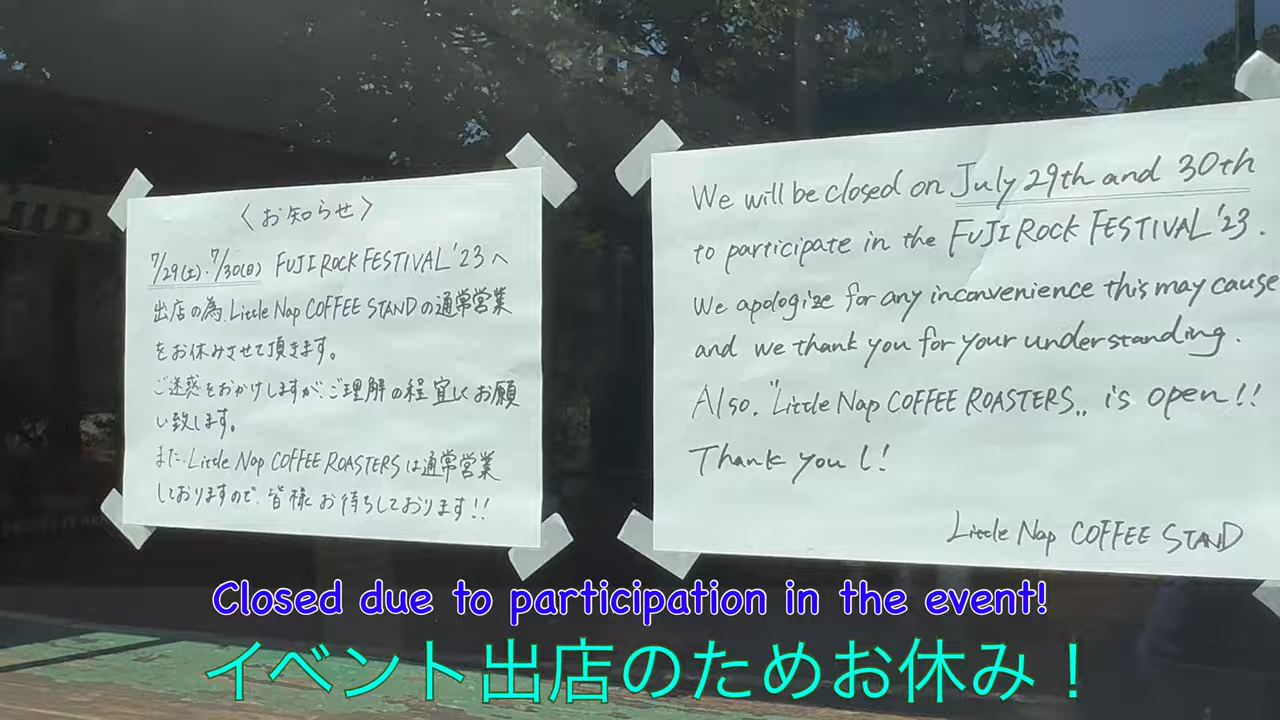 〈お知らせ〉
7/29(土)・7/30(日) FUJI ROCK FESTIVAL '23へ
出店の為、Little Nap COFFEE STANDの通常営業
をお休みさせて頂きます。
ご迷惑をおかけしますが、ご理解の程宜しくお願
い致します。
また、Little Nap COFFEE ROASTERSは通常営業
しておりますので、皆様お待ちしております!!
We will be closed on July 29th and 30th
to participate in the FUJI ROCK FESTIVAL '23.
We apologize for any inconvenience this may cause
and we thank you for your understanding.
Also. "Little Nap COFFEE ROASTERS„ is open!!
Thank you!!
Little Nap COFFEE STAND
Closed due to participation in the event!
イベント出店のためお休み！